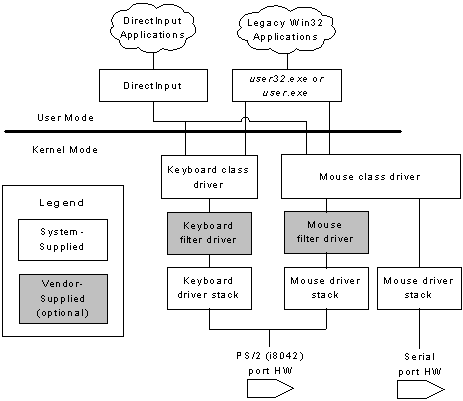 DirectInput
Applications
Legacy Win32
Applications
DirectInput
user32.exe or
user.exe
User Mode
Kernel Mode
Keyboard class
driver
Mouse class driver
Legend
System-
Supplied
Vendor-
Supplied
(optional)
Keyboard
filter driver
Mouse
filter driver
Keyboard
driver stack
Mouse driver
stack
Mouse driver
stack
PS/2 (i8042)
port HW
Serial
port HW